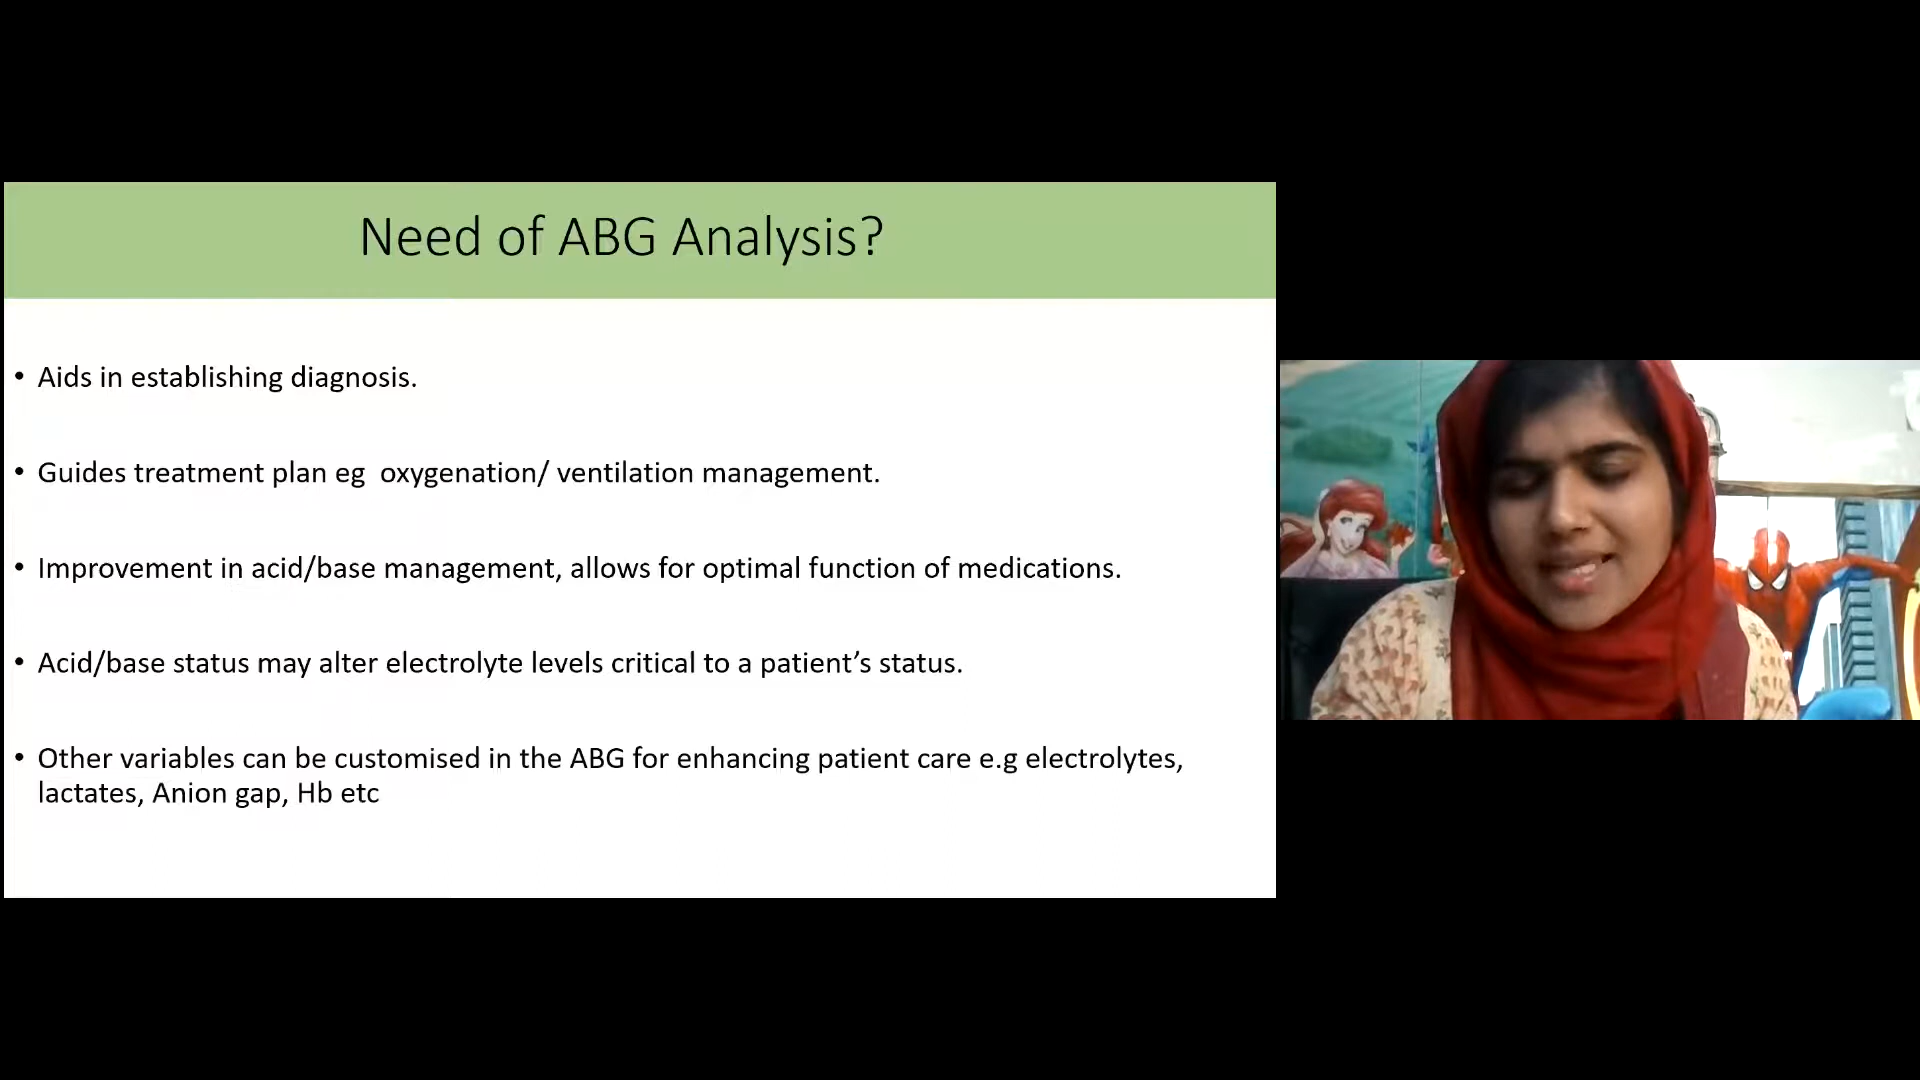 Need of ABG Analysis?
• Aids in establishing diagnosis.
• Guides treatment plan eg  oxygenation/ ventilation management.
• Improvement in acid/base management, allows for optimal function of medications.
• Acid/base status may alter electrolyte levels critical to a patient’s status.
• Other variables can be customised in the ABG for enhancing patient care e.g electrolytes,
lactates, Anion gap, Hb etc